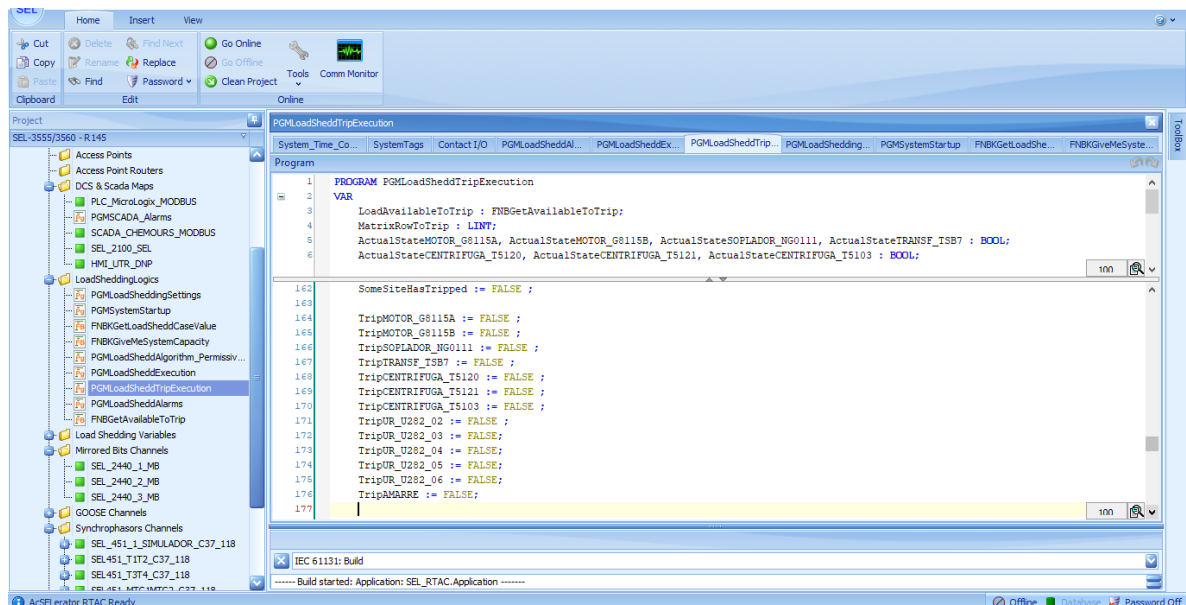 SEL
Home Insert View
Cut Delete Find Next Go Online
Copy Rename Replace Go Offline
Paste Find Password Clean Project Tools Comm Monitor
Clipboard Edit Online
Project
SEL-3555/3560 - R145
Access Points
Access Point Routers
DCS & Scada Maps
PLC_MicroLogix_MODBUS
PGMSCADA_Alarms
SCADA_CHEMOURS_MODBUS
SEL_2100_SEL
HMI_UTR_DNP
LoadSheddingLogics
PGMLoadSheddingSettings
PGMSystemStartup
FNBKGetLoadSheddCaseValue
FNBKGiveMeSystemCapacity
PGMLoadSheddAlgorithm_Permissiv...
PGMLoadSheddExecution
PGMLoadSheddTripExecution
PGMLoadSheddAlarms
FNBGetAvailableToTrip
Load Shedding Variables
Mirrored Bits Channels
SEL_2440_1_MB
SEL_2440_2_MB
SEL_2440_3_MB
GOOSE Channels
Synchrophasors Channels
SEL_451_1_SIMULADOR_C37_118
SEL451_T1T2_C37_118
SEL451_T3T4_C37_118
SEL451_MTG1MTG2_C37_118
PGMLoadSheddTripExecution
System_Time_Co... SystemTags Contact I/O PGMLoadSheddAl... PGMLoadSheddEx... PGMLoadSheddTrip... PGMLoadShedding... PGMSystemStartup FNBKGetLoadShe... FNBKGiveMeSyste...
Program
1 PROGRAM PGMLoadSheddTripExecution
2 VAR
3 LoadAvailableToTrip : FNBGetAvailableToTrip;
4 MatrixRowToTrip : LINT;
5 ActualStateMOTOR_G8115A, ActualStateMOTOR_G8115B, ActualStateSOPLADOR_NG0111, ActualStateTRANSF_TSB7 : BOOL;
6 ActualStateCENTRIFUGA_T5120, ActualStateCENTRIFUGA_T5121, ActualStateCENTRIFUGA_T5103 : BOOL;
100
162 SomeSiteHasTripped := FALSE ;
163
164 TripMOTOR_G8115A := FALSE ;
165 TripMOTOR_G8115B := FALSE ;
166 TripSOPLADOR_NG0111 := FALSE ;
167 TripTRANSF_TSB7 := FALSE ;
168 TripCENTRIFUGA_T5120 := FALSE ;
169 TripCENTRIFUGA_T5121 := FALSE ;
170 TripCENTRIFUGA_T5103 := FALSE ;
171 TripUR_U282_02 := FALSE ;
172 TripUR_U282_03 := FALSE;
173 TripUR_U282_04 := FALSE;
174 TripUR_U282_05 := FALSE;
175 TripUR_U282_06 := FALSE;
176 TripAMARRE := FALSE;
177
100
IEC 61131: Build
------ Build started: Application: SEL_RTAC.Application -------
ToolBox
AcSELerator RTAC Ready Offline Database Password Off